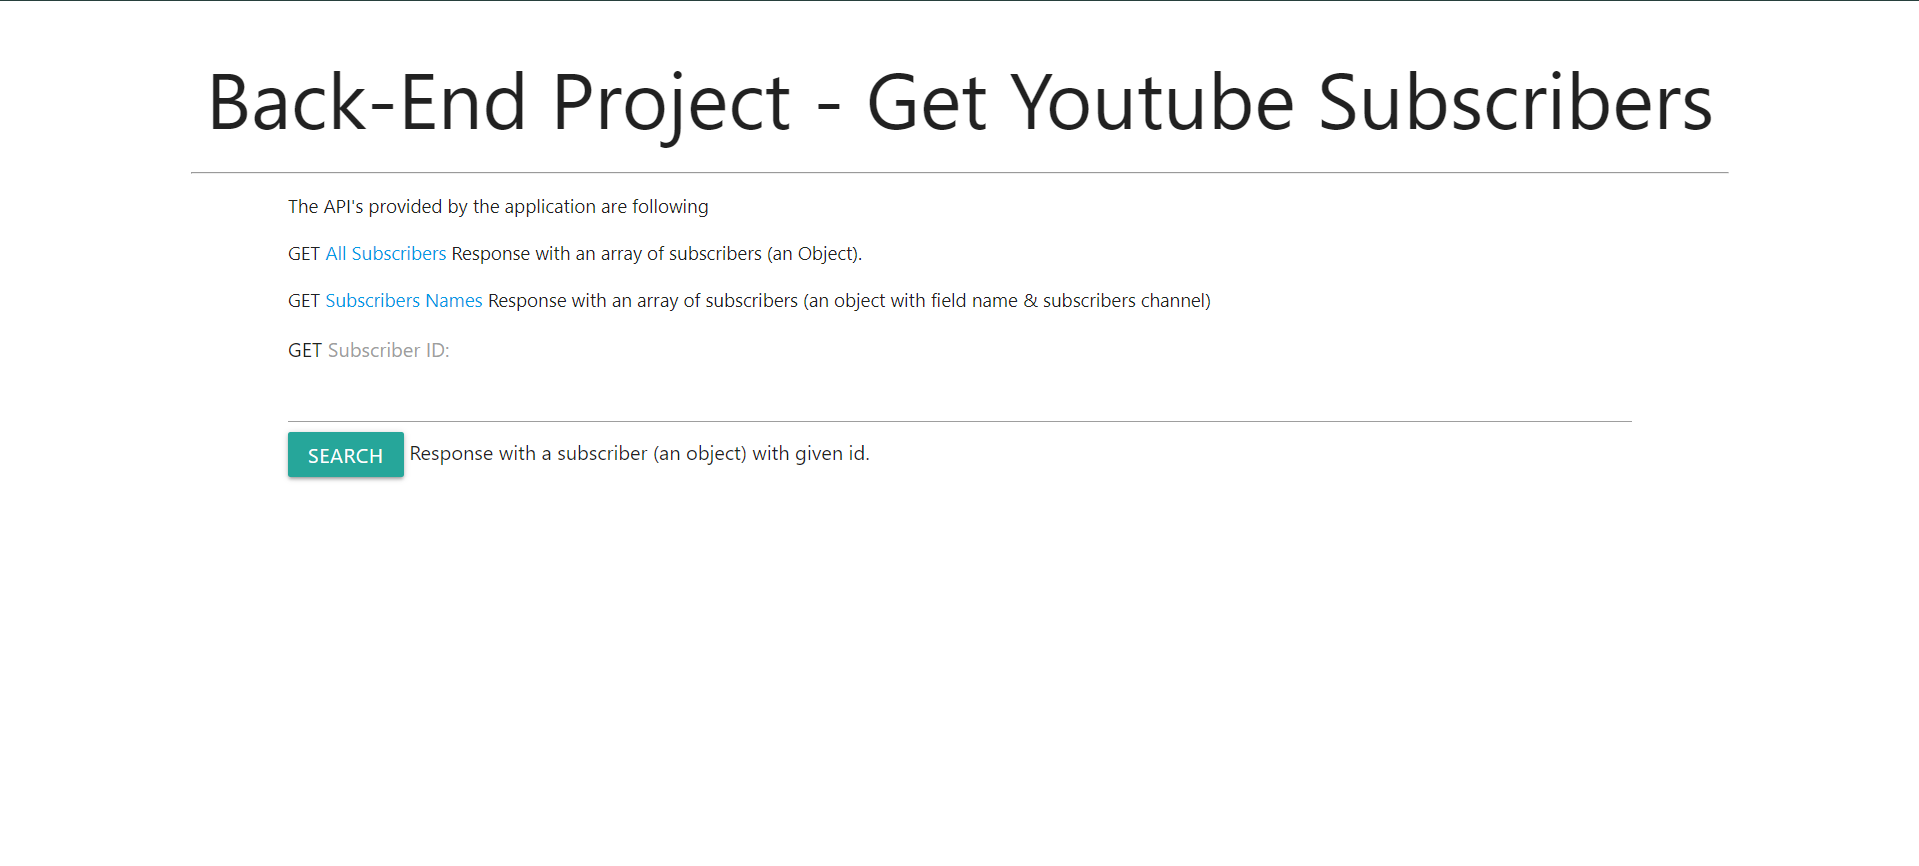 Back-End Project - Get Youtube Subscribers
The API's provided by the application are following
GET All Subscribers Response with an array of subscribers (an Object).
GET Subscribers Names Response with an array of subscribers (an object with field name & subscribers channel)
GET Subscriber ID:
SEARCH Response with a subscriber (an object) with given id.